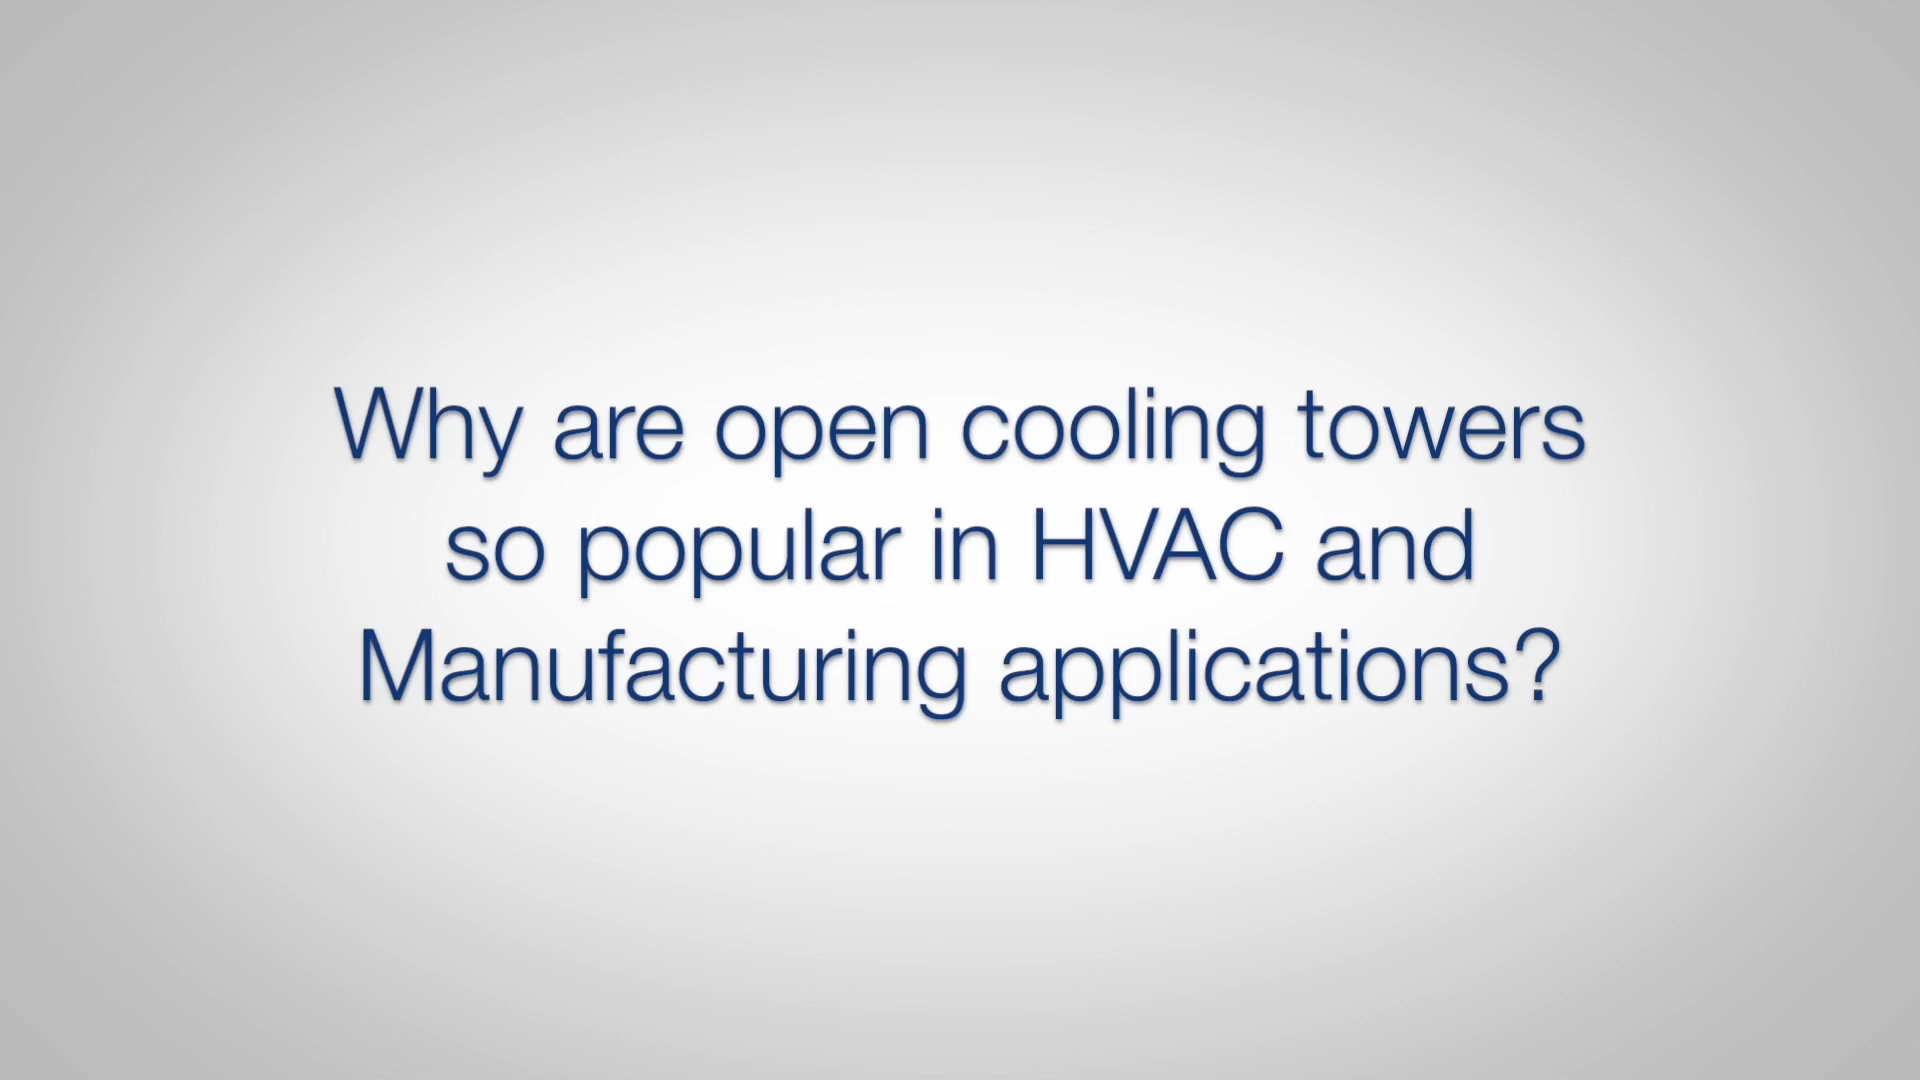 Why are open cooling towers
so popular in HVAC and
Manufacturing applications?